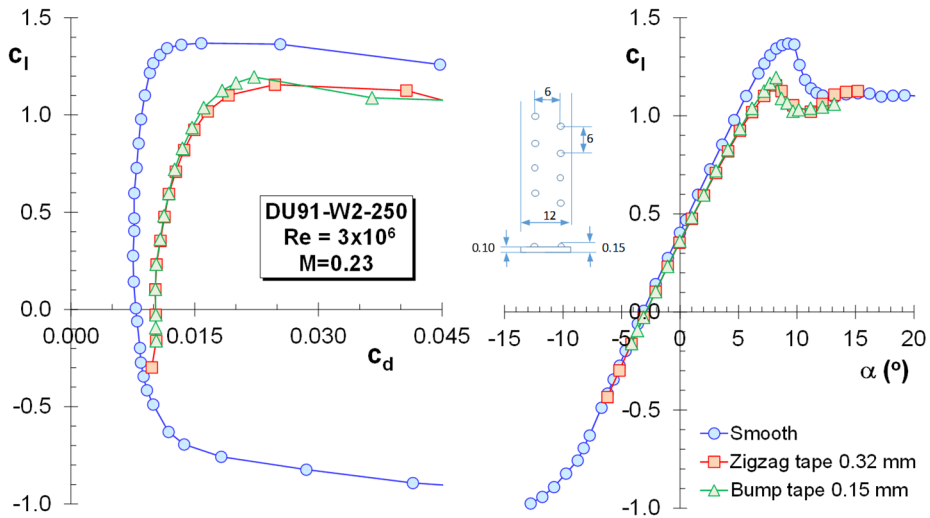 1.5
c_l
1.0
0.5
0.0
-0.5
-1.0
0.000
0.015
0.030
0.045
c_d
DU91-W2-250
Re = 3x10^6
M=0.23
6
6
12
0.10
0.15
1.5
c_l
1.0
0.5
0.0
-0.5
-1.0
-15
-10
-5
0
5
10
15
20
α (°)
Smooth
Zigzag tape 0.32 mm
Bump tape 0.15 mm